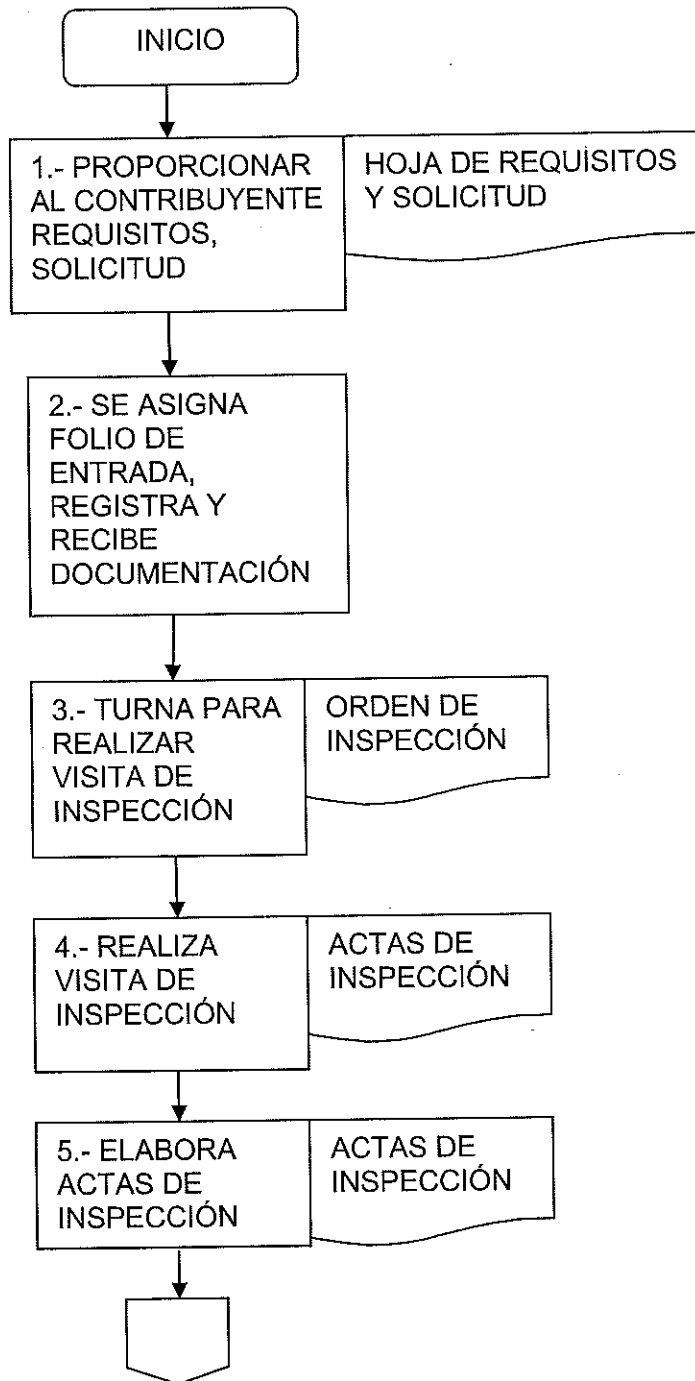 INICIO
1.- PROPORCIONAR
AL CONTRIBUYENTE
REQUISITOS,
SOLICITUD
HOJA DE REQUISITOS
Y SOLICITUD
2.- SE ASIGNA
FOLIO DE
ENTRADA,
REGISTRA Y
RECIBE
DOCUMENTACIÓN
3.- TURNA PARA
REALIZAR
VISITA DE
INSPECCIÓN
ORDEN DE
INSPECCIÓN
4.- REALIZA
VISITA DE
INSPECCIÓN
ACTAS DE
INSPECCIÓN
5.- ELABORA
ACTAS DE
INSPECCIÓN
ACTAS DE
INSPECCIÓN